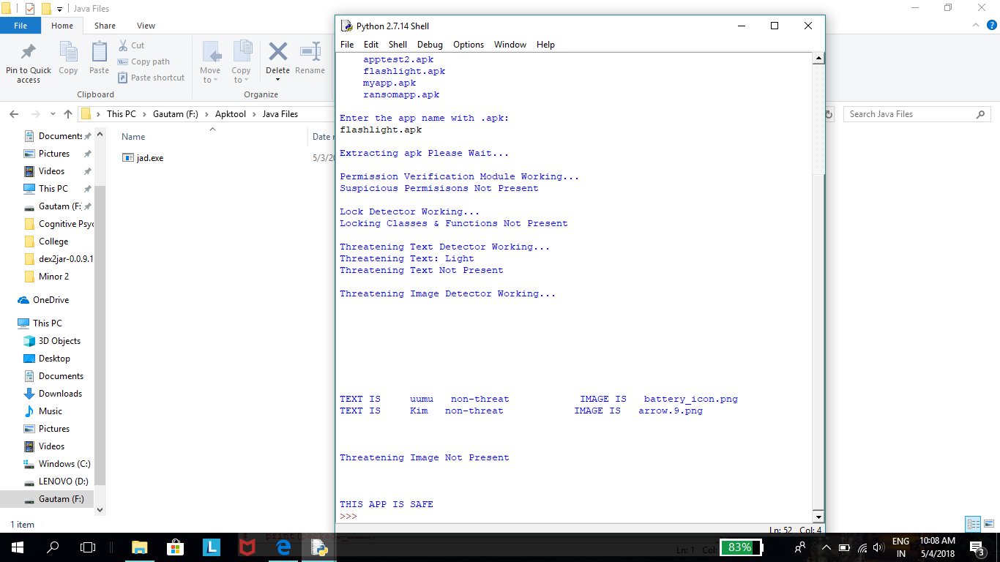 Java Files
File Home Share View
Pin to Quick access
Copy
Paste
Cut
Copy path
Paste shortcut
Clipboard
Move to
Copy to
Delete
Rename
Organize
This PC > Gautam (F:) > Apktool > Java Files
Search Java Files
Documents
Pictures
Videos
This PC
Gautam (F:
Cognitive Psyc
College
dex2jar-0.0.9.1
Minor 2
OneDrive
This PC
3D Objects
Desktop
Documents
Downloads
Music
Pictures
Videos
Windows (C:)
LENOVO (D:)
Gautam (F:)
Name
Date
jad.exe
5/3/20
1 item
Python 2.7.14 Shell
File Edit Shell Debug Options Window Help
apptest2.apk
flashlight.apk
myapp.apk
ransomapp.apk
Enter the app name with .apk:
flashlight.apk
Extracting apk Please Wait...
Permission Verification Module Working...
Suspicious Permisisons Not Present
Lock Detector Working...
Locking Classes & Functions Not Present
Threatening Text Detector Working...
Threatening Text: Light
Threatening Text Not Present
Threatening Image Detector Working...
TEXT IS uumu non-threat IMAGE IS battery_icon.png
TEXT IS Kim non-threat IMAGE IS arrow.9.png
Threatening Image Not Present
THIS APP IS SAFE
>>>
Ln: 52 Col: 4
Ln: 1 Col:
L
83%
ENG
IN
10:08 AM
5/4/2018
3